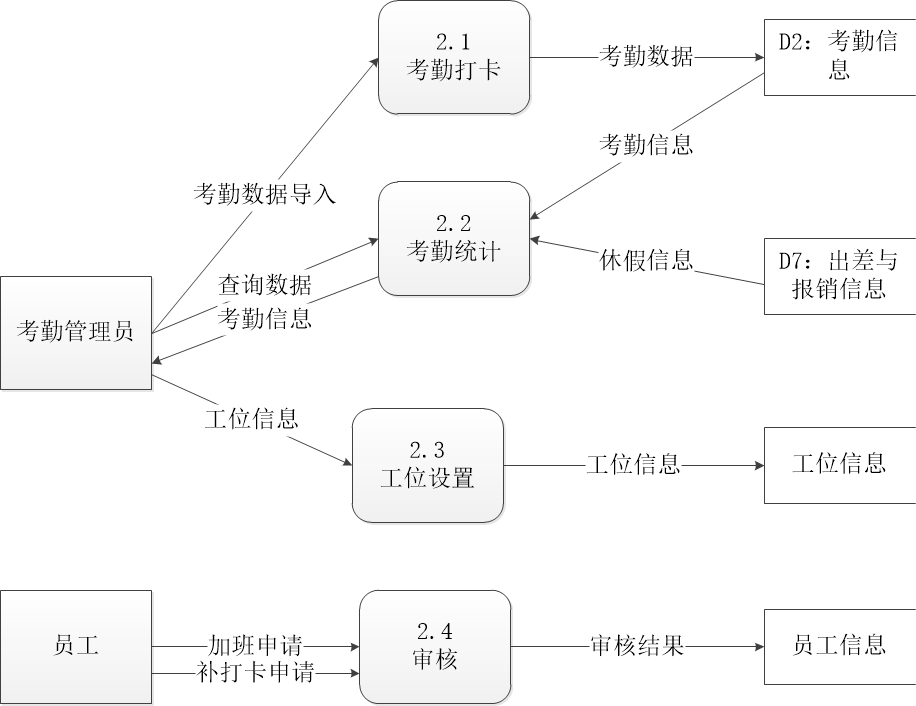 2.1
考勤打卡
考勤数据
D2：考勤信
息
考勤信息
考勤数据导入
2.2
考勤统计
休假信息
D7：出差与
报销信息
查询数据
考勤信息
考勤管理员
工位信息
2.3
工位设置
工位信息
工位信息
员工
加班申请
补打卡申请
2.4
审核
审核结果
员工信息